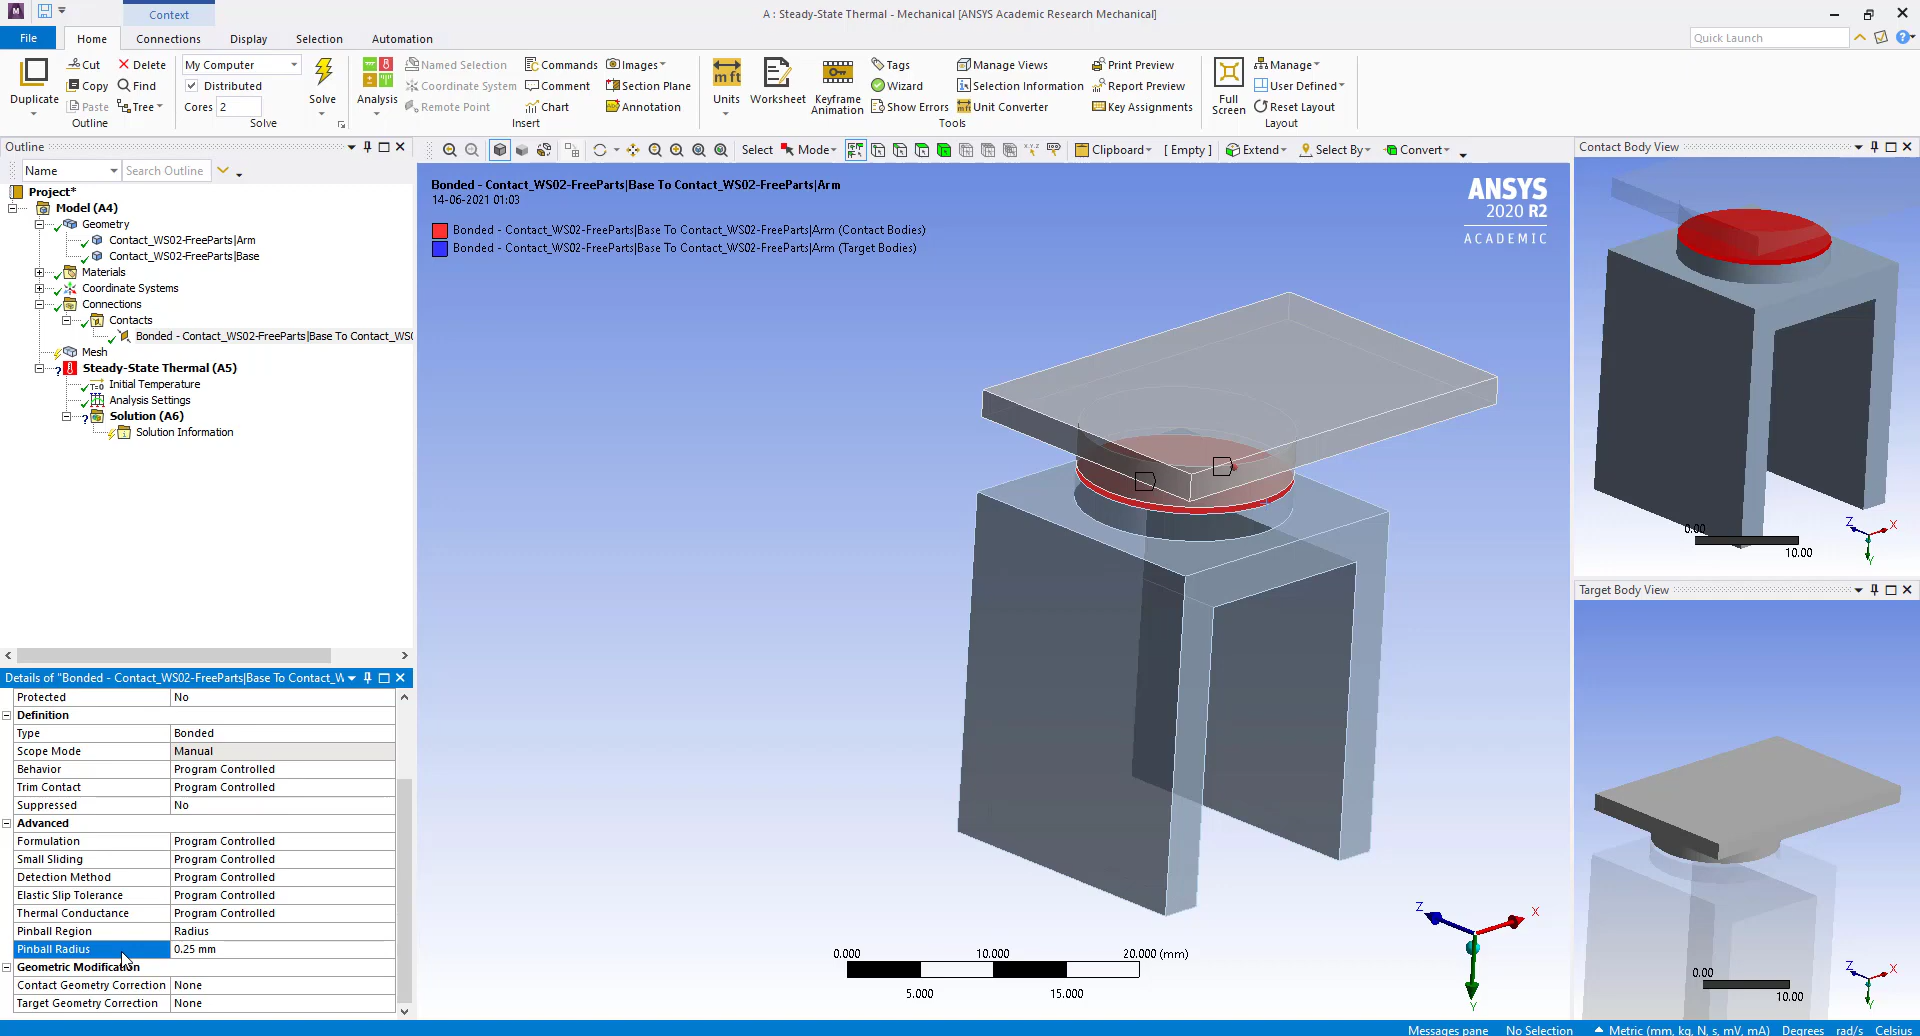 Context
A : Steady-State Thermal - Mechanical [ANSYS Academic Research Mechanical]
File Home Connections Display Selection Automation
Quick Launch
Duplicate
Cut
Copy
Paste
Delete
Find
Tree
Outline
My Computer
Distributed
Cores 2
Solve
Solve
Analysis
Named Selection
Coordinate System
Remote Point
Commands
Comment
Chart
Images
Section Plane
Annotation
Insert
Units
Worksheet
Keyframe
Animation
Tags
Wizard
Show Errors
Manage Views
Selection Information
Unit Converter
Print Preview
Report Preview
Key Assignments
Tools
Full
Screen
Manage
User Defined
Reset Layout
Layout
Outline
Name Search Outline
Project*
Model (A4)
Geometry
Contact_WS02-FreeParts|Arm
Contact_WS02-FreeParts|Base
Materials
Coordinate Systems
Connections
Contacts
Bonded - Contact_WS02-FreeParts|Base To Contact_WS0
Mesh
Steady-State Thermal (A5)
T=0 Initial Temperature
Analysis Settings
Solution (A6)
Solution Information
Details of "Bonded - Contact_WS02-FreeParts|Base To Contact_W
Protected No
Definition
Type Bonded
Scope Mode Manual
Behavior Program Controlled
Trim Contact Program Controlled
Suppressed No
Advanced
Formulation Program Controlled
Small Sliding Program Controlled
Detection Method Program Controlled
Elastic Slip Tolerance Program Controlled
Thermal Conductance Program Controlled
Pinball Region Radius
Pinball Radius 0.25 mm
Geometric Modification
Contact Geometry Correction None
Target Geometry Correction None
Select Mode Clipboard [ Empty ] Extend Select By Convert
Bonded - Contact_WS02-FreeParts|Base To Contact_WS02-FreeParts|Arm
14-06-2021 01:03
Bonded - Contact_WS02-FreeParts|Base To Contact_WS02-FreeParts|Arm (Contact Bodies)
Bonded - Contact_WS02-FreeParts|Base To Contact_WS02-FreeParts|Arm (Target Bodies)
ANSYS
2020 R2
ACADEMIC
0.000 10.000 20.000 (mm)
5.000 15.000
Z X
Y
Contact Body View
0.00
10.00
Z X
Y
Target Body View
0.00
10.00
Z X
Y
Messages pane No Selection Metric (mm, kg, N, s, mV, mA) Degrees rad/s Celsius